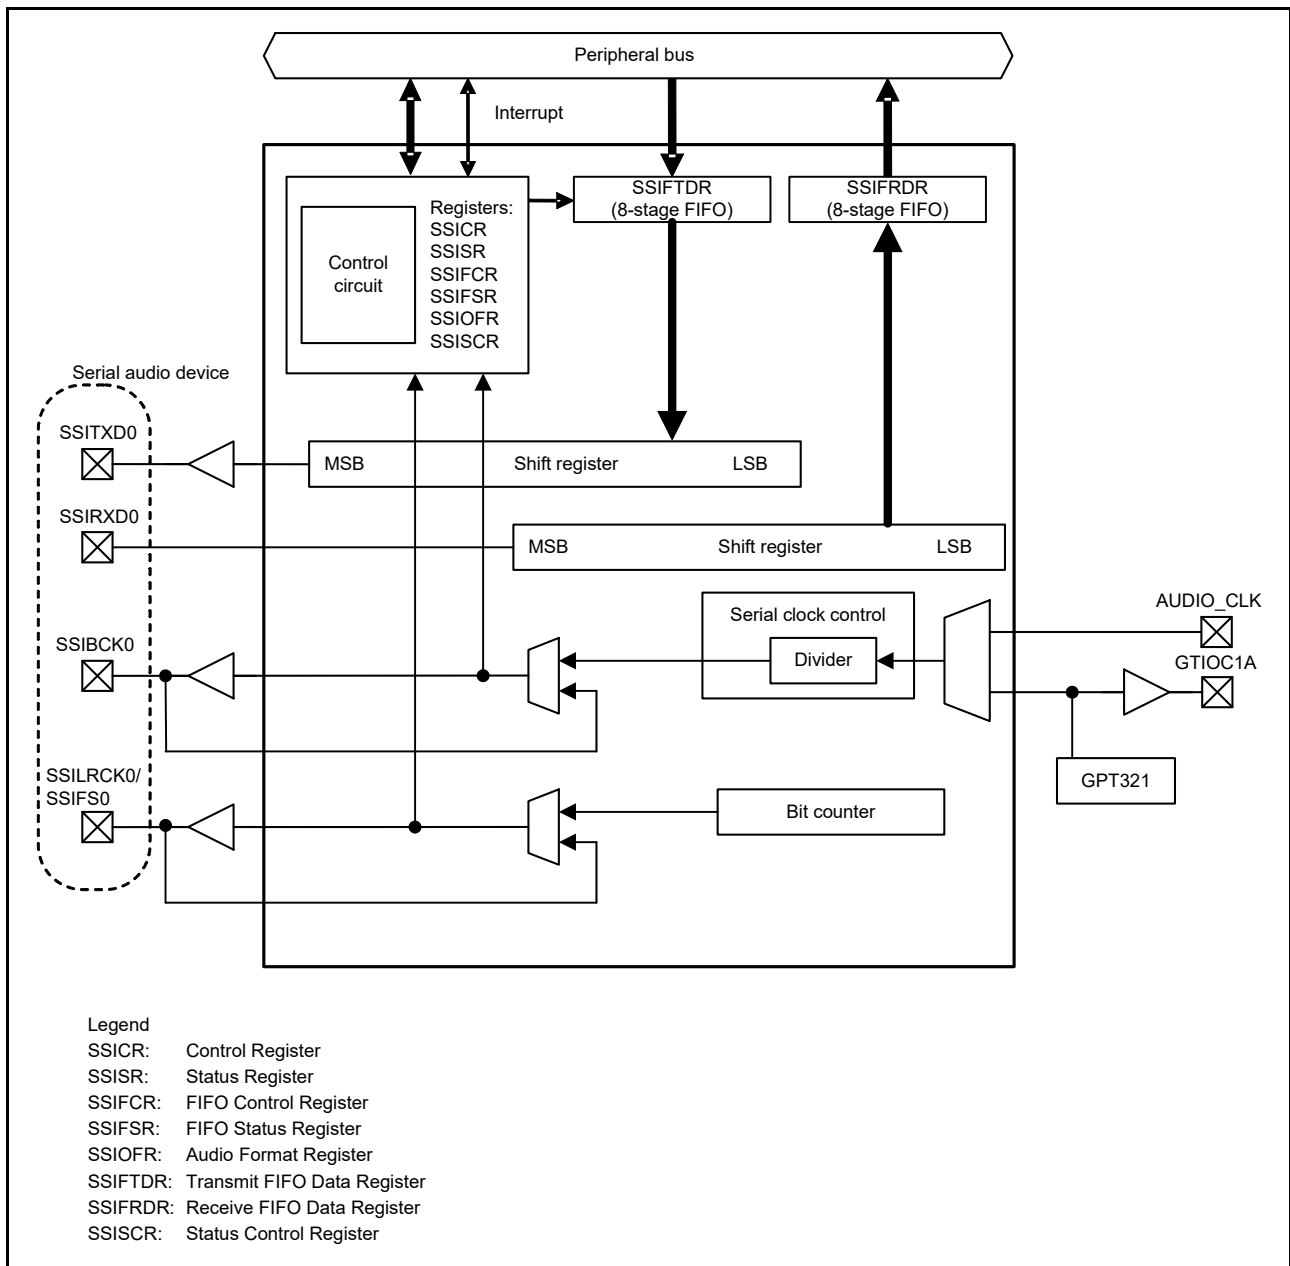 Peripheral bus
Interrupt
SSIFTDR
(8-stage FIFO)
SSIFRDR
(8-stage FIFO)
Registers:
SSICR
SSISR
SSIFCR
SSIFSR
SSIOFR
SSISCR
Control
circuit
Serial audio device
SSITXD0
MSB Shift register LSB
SSIRXD0
MSB Shift register LSB
AUDIO_CLK
Serial clock control
Divider
SSIBCK0
GTIOC1A
GPT321
SSILRCK0/
SSIFS0
Bit counter
Legend
SSICR: Control Register
SSISR: Status Register
SSIFCR: FIFO Control Register
SSIFSR: FIFO Status Register
SSIOFR: Audio Format Register
SSIFTDR: Transmit FIFO Data Register
SSIFRDR: Receive FIFO Data Register
SSISCR: Status Control Register